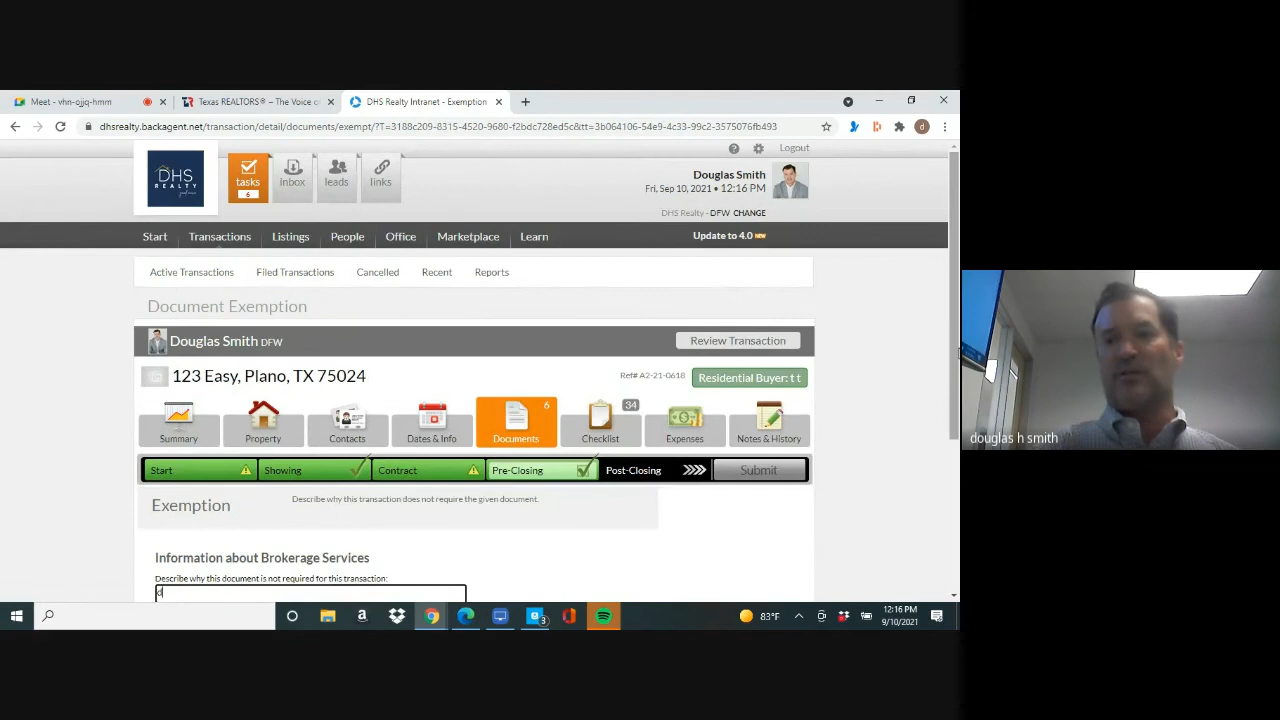 Meet - vhn-ojjq-hmm
Texas REALTORS® – The Voice o
DHS Realty Intranet - Exemption
dhsrealty.backagent.net/transaction/detail/documents/exempt/?T=3188c209-8315-4520-9680-f2bdc728ed5c&tt=3b064106-54e9-4c33-99c2-3575076fb493
d
Logout
DHS
REALTY
tasks
6
inbox
leads
links
Douglas Smith
Fri, Sep 10, 2021 • 12:16 PM
DHS Realty - DFW CHANGE
Start Transactions Listings People Office Marketplace Learn Update to 4.0 NEW
Active Transactions Filed Transactions Cancelled Recent Reports
Document Exemption
Douglas Smith DFW Review Transaction
123 Easy, Plano, TX 75024 Ref# A2-21-0618 Residential Buyer: t t
6
34
Summary Property Contacts Dates & Info Documents Checklist Expenses Notes & History
Start Showing Contract Pre-Closing Post-Closing Submit
Exemption Describe why this transaction does not require the given document.
Information about Brokerage Services
Describe why this document is not required for this transaction:
d
douglas h smith
a
3
83°F
12:16 PM
9/10/2021